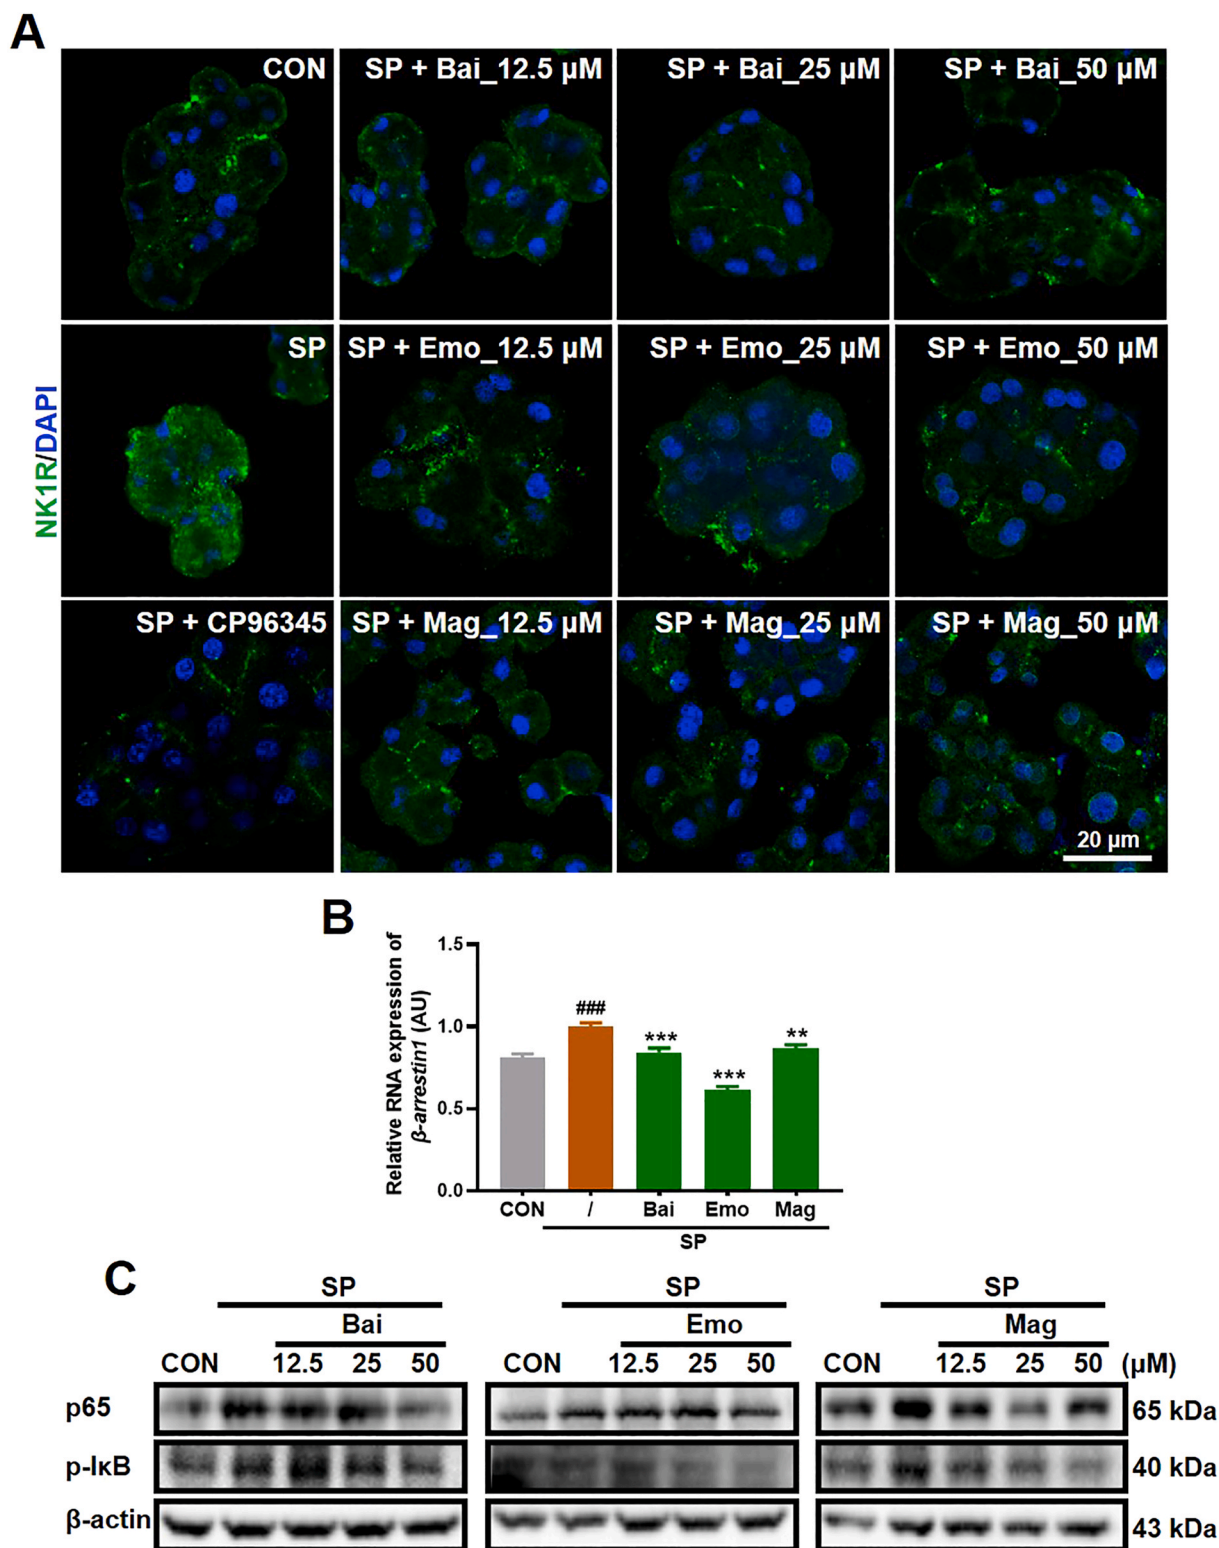 A
CON
SP + Bai_12.5 µM
SP + Bai_25 µM
SP + Bai_50 µM
NK1R/DAPI
SP
SP + Emo_12.5 µM
SP + Emo_25 µM
SP + Emo_50 µM
SP + CP96345
SP + Mag_12.5 µM
SP + Mag_25 µM
SP + Mag_50 µM
20 µm
B
Relative RNA expression of
β-arrestin1 (AU)
1.5
1.0
0.5
0.0
###
***
***
**
CON / Bai Emo Mag
SP
C
SP SP SP
Bai Emo Mag
CON 12.5 25 50 CON 12.5 25 50 CON 12.5 25 50 (µM)
p65 65 kDa
p-IκB 40 kDa
β-actin 43 kDa